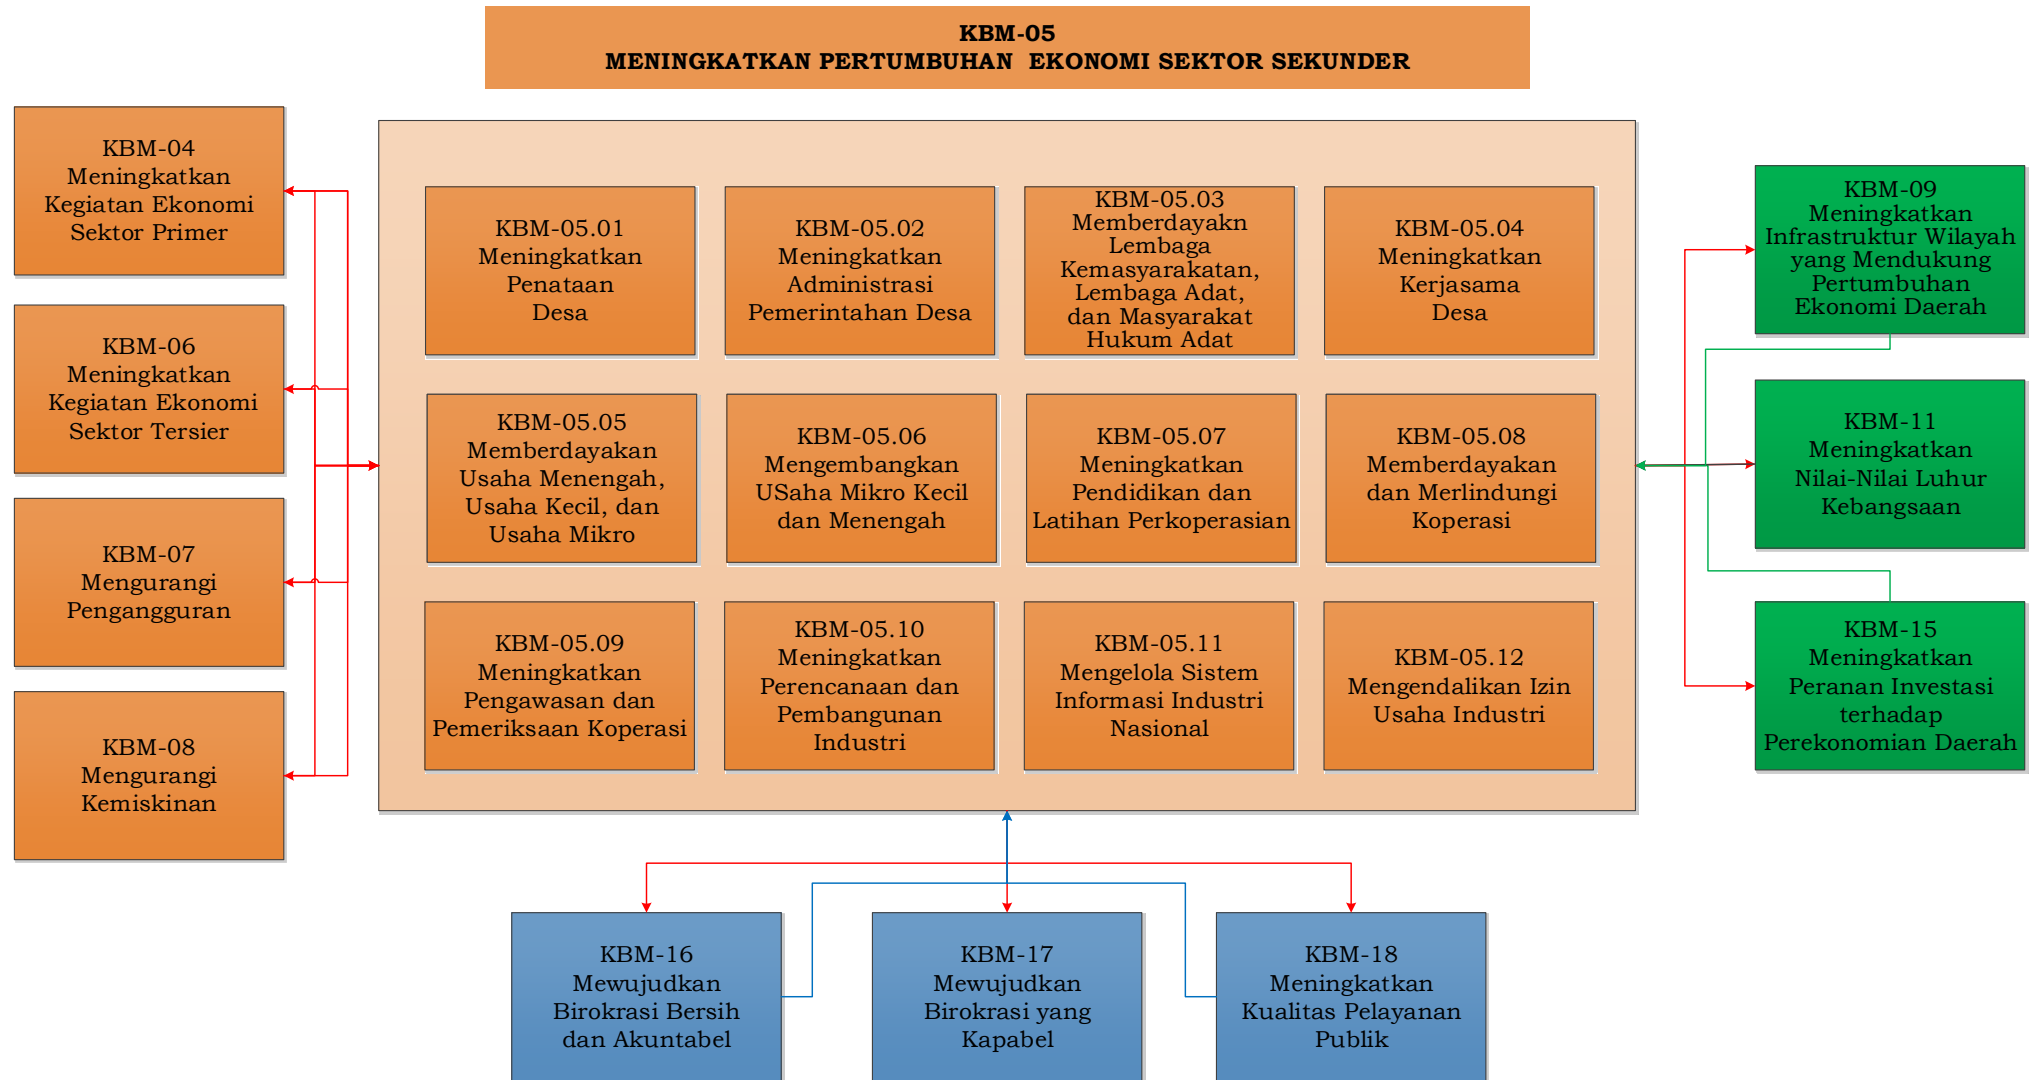 KBM-05
MENINGKATKAN PERTUMBUHAN EKONOMI SEKTOR SEKUNDER
KBM-04
Meningkatkan
Kegiatan Ekonomi
Sektor Primer
KBM-06
Meningkatkan
Kegiatan Ekonomi
Sektor Tersier
KBM-07
Mengurangi
Pengangguran
KBM-08
Mengurangi
Kemiskinan
KBM-05.01
Meningkatkan
Penataan
Desa
KBM-05.02
Meningkatkan
Administrasi
Pemerintahan Desa
KBM-05.03
Memberdayakn
Lembaga
Kemasyarakatan,
Lembaga Adat,
dan Masyarakat
Hukum Adat
KBM-05.04
Meningkatkan
Kerjasama
Desa
KBM-05.05
Memberdayakan
Usaha Menengah,
Usaha Kecil, dan
Usaha Mikro
KBM-05.06
Mengembangkan
USaha Mikro Kecil
dan Menengah
KBM-05.07
Meningkatkan
Pendidikan dan
Latihan Perkoperasian
KBM-05.08
Memberdayakan
dan Merlindungi
Koperasi
KBM-05.09
Meningkatkan
Pengawasan dan
Pemeriksaan Koperasi
KBM-05.10
Meningkatkan
Perencanaan dan
Pembangunan
Industri
KBM-05.11
Mengelola Sistem
Informasi Industri
Nasional
KBM-05.12
Mengendalikan Izin
Usaha Industri
KBM-09
Meningkatkan
Infrastruktur Wilayah
yang Mendukung
Pertumbuhan
Ekonomi Daerah
KBM-11
Meningkatkan
Nilai-Nilai Luhur
Kebangsaan
KBM-15
Meningkatkan
Peranan Investasi
terhadap
Perekonomian Daerah
KBM-16
Mewujudkan
Birokrasi Bersih
dan Akuntabel
KBM-17
Mewujudkan
Birokrasi yang
Kapabel
KBM-18
Meningkatkan
Kualitas Pelayanan
Publik